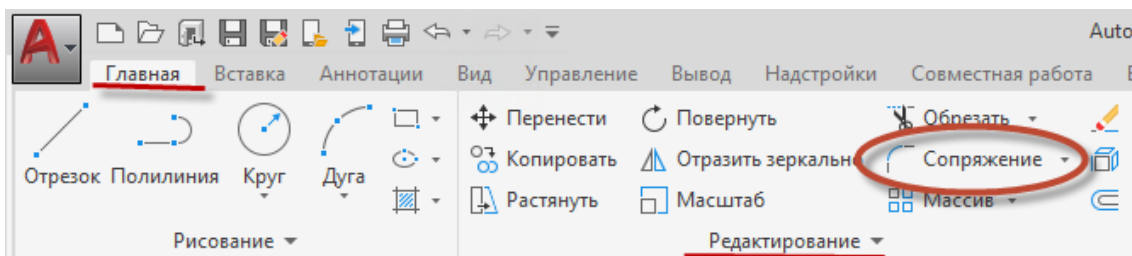 Auto
Главная Вставка Аннотации Вид Управление Вывод Надстройки Совместная работа
Перенести Повернуть Обрезать
Отрезок Полилиния Круг Дуга Копировать Отразить зеркально Сопряжение
Растянуть Масштаб Массив
Рисование Редактирование